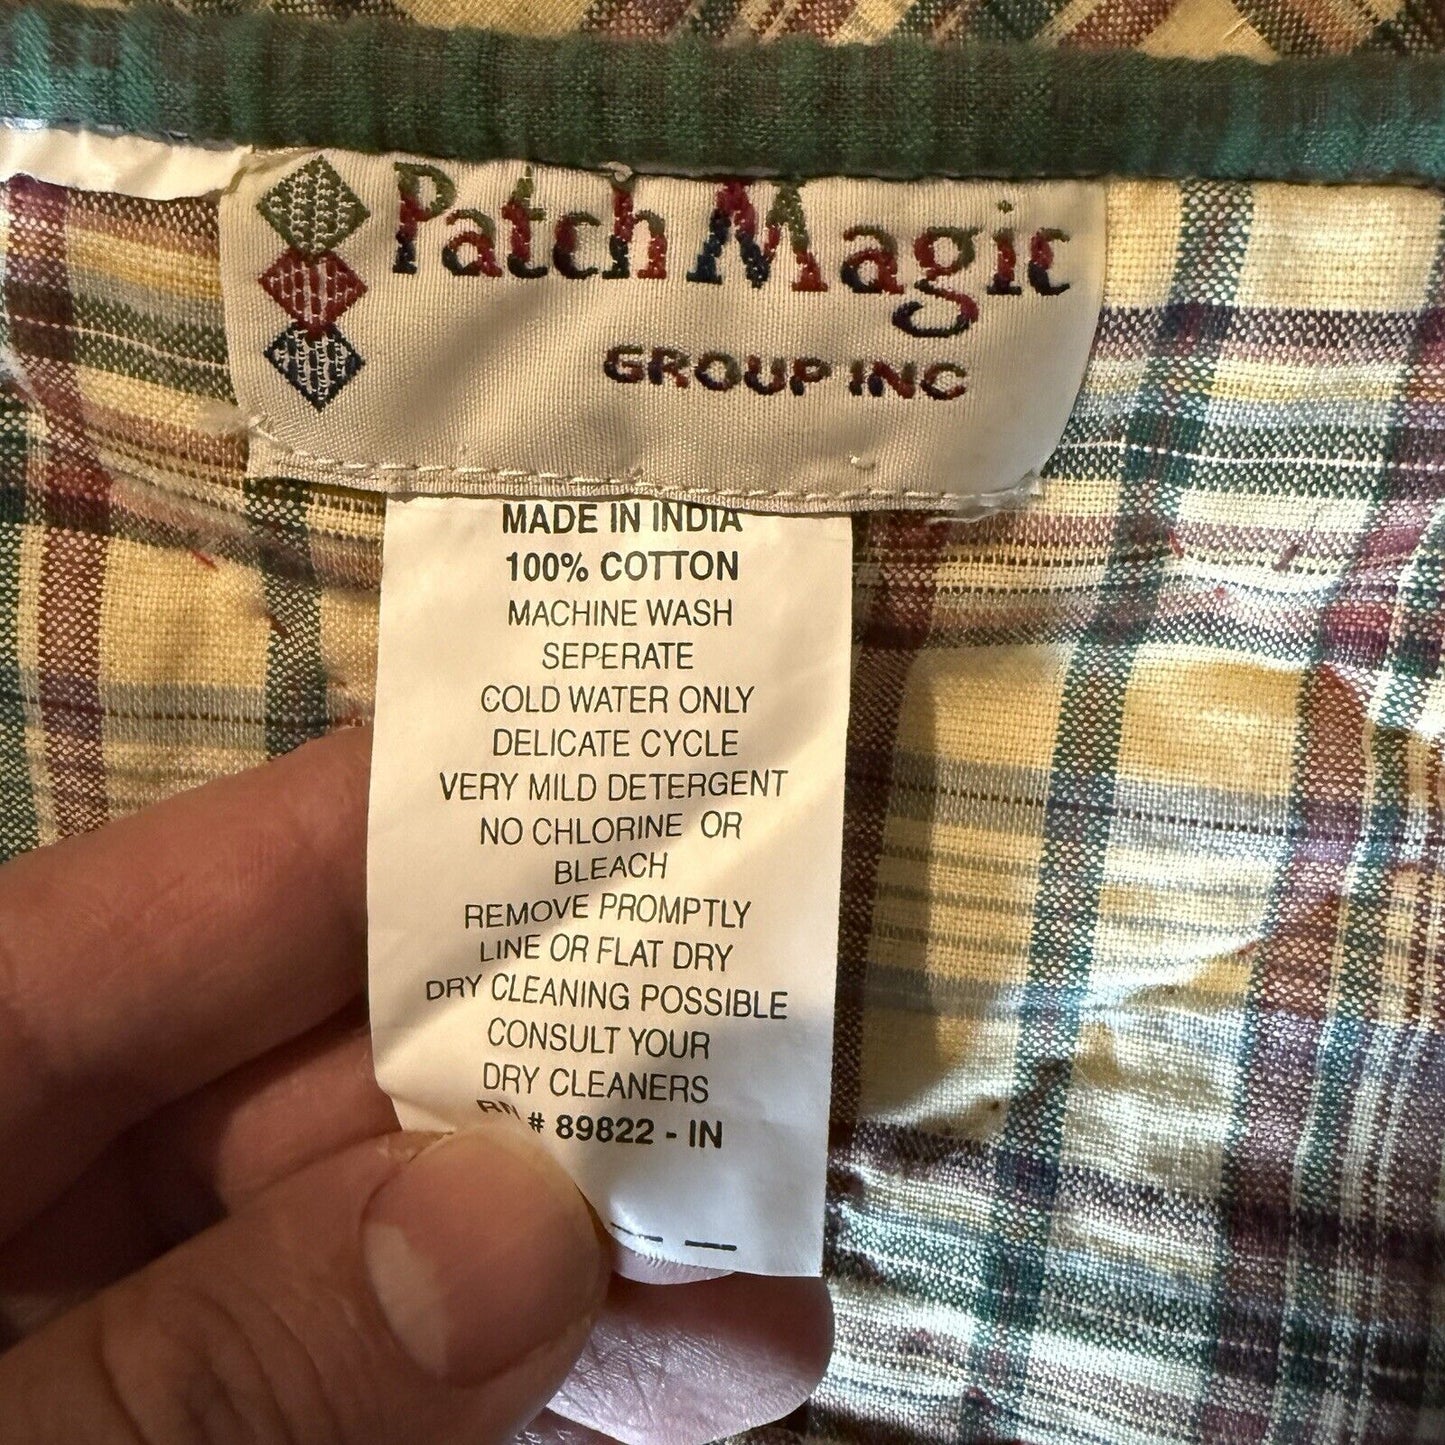 Patch Magic
GROUP INC
MADE IN INDIA
100% COTTON
MACHINE WASH
SEPERATE
COLD WATER ONLY
DELICATE CYCLE
VERY MILD DETERGENT
NO CHLORINE OR
BLEACH
REMOVE PROMPTLY
LINE OR FLAT DRY
DRY CLEANING POSSIBLE
CONSULT YOUR
DRY CLEANERS
RN # 89822 - IN